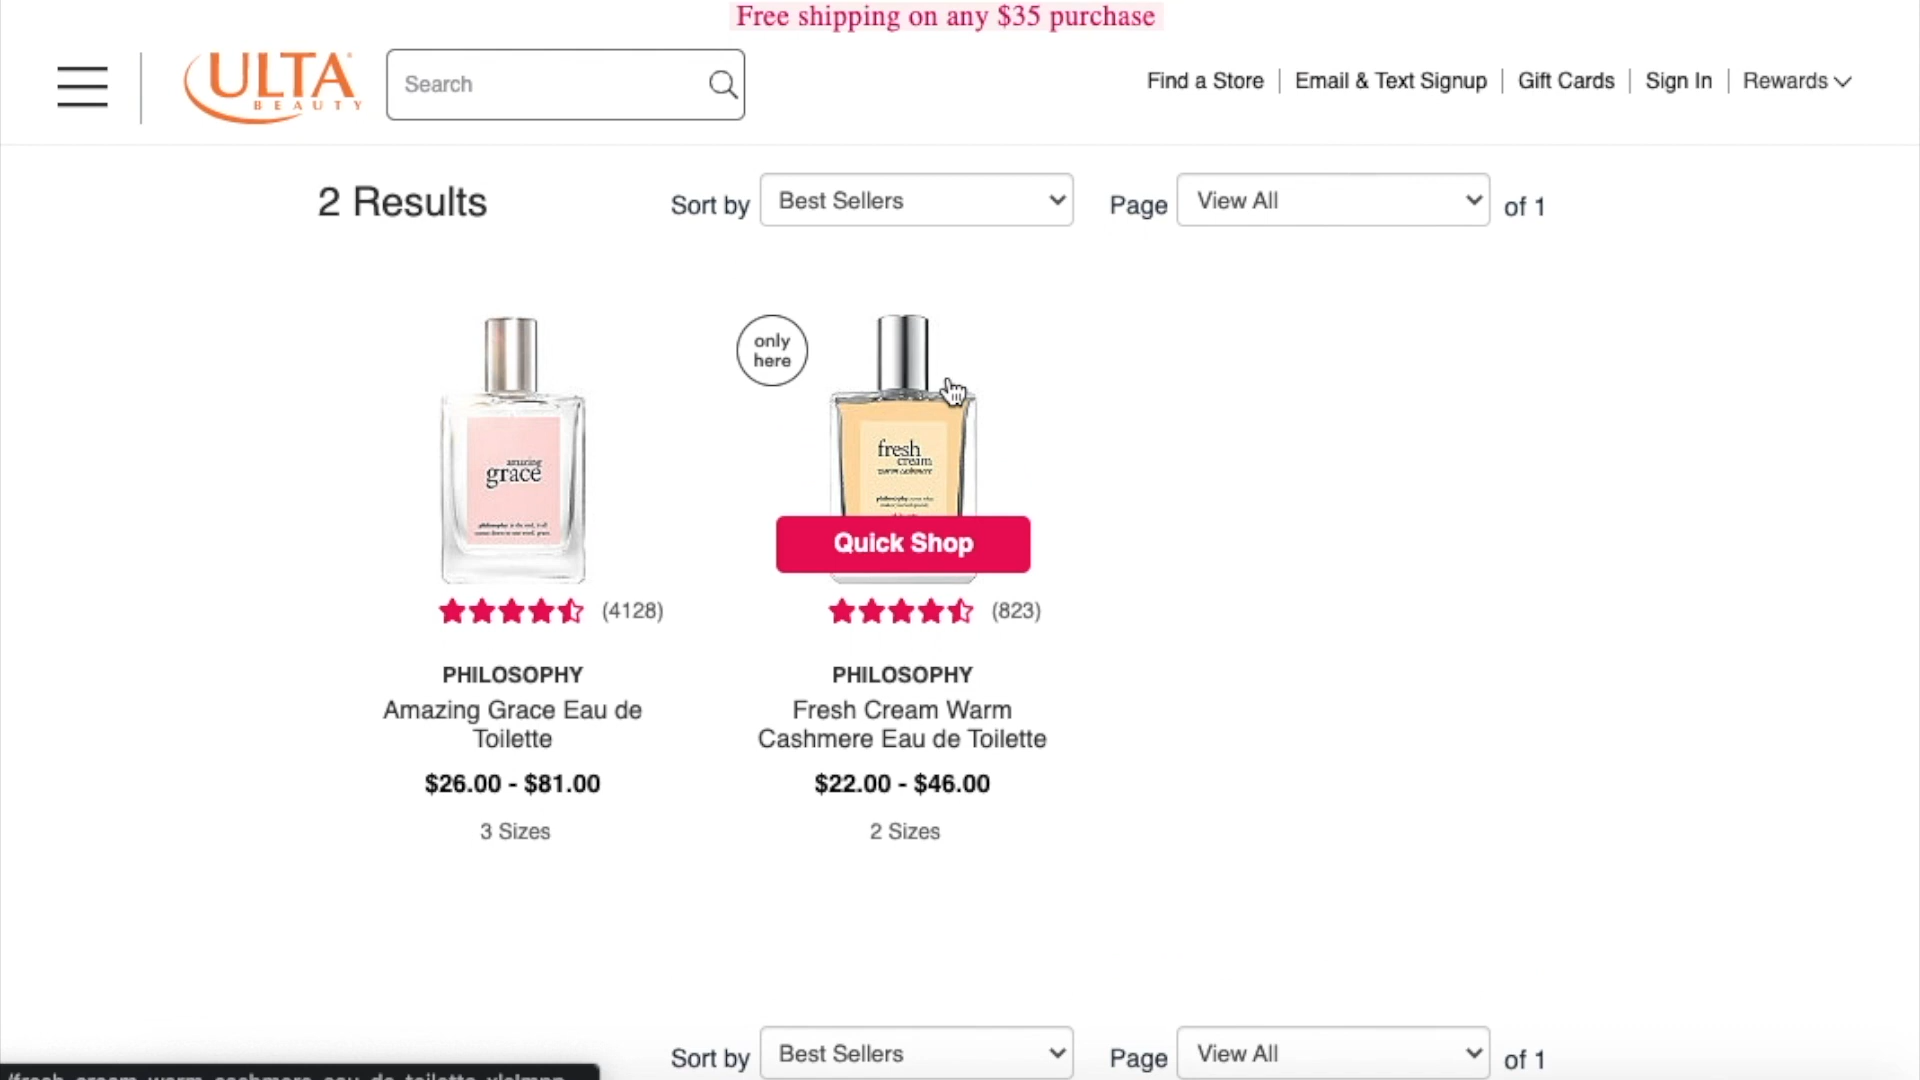 Free shipping on any $35 purchase
ULTA
BEAUTY
Search
Find a Store
Email & Text Signup
Gift Cards
Sign In
Rewards
2 Results
Sort by
Best Sellers
Page
View All
of 1
only
here
amazing
grace
fresh
cream
warm cashmere
Quick Shop
(4128)
(823)
PHILOSOPHY
Amazing Grace Eau de
Toilette
$26.00 - $81.00
3 Sizes
PHILOSOPHY
Fresh Cream Warm
Cashmere Eau de Toilette
$22.00 - $46.00
2 Sizes
Sort by
Best Sellers
Page
View All
of 1